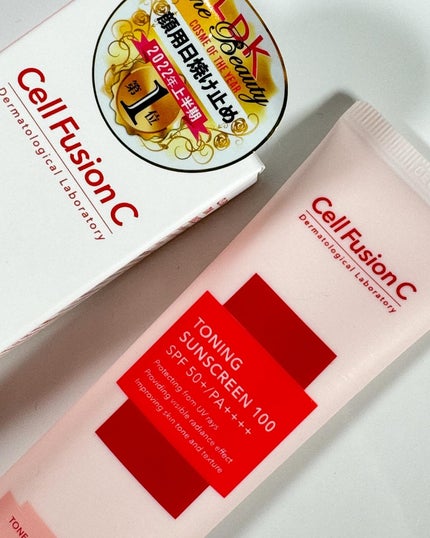 LDK
the Beauty
COSME OF THE YEAR
顔用日焼け止め
2022年上半期
第
1
位
Cell Fusion C
Dermatological Laboratory
Cell Fusion C
Dermatological Laboratory
TONING
SUNSCREEN 100
SPF 50+/PA++++
Protecting from UV rays
Providing visible radiance effect
Improving skin tone and texture
TONE